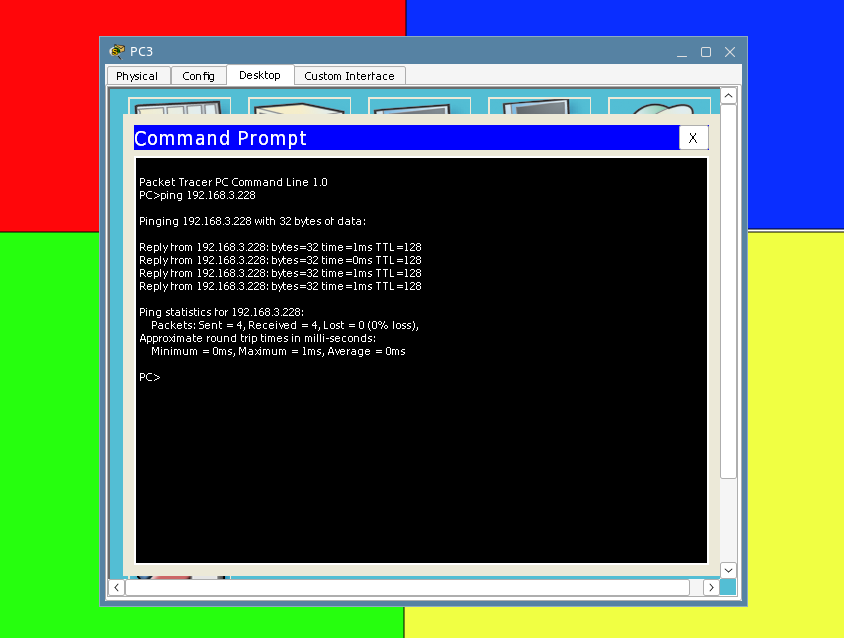 PC3
Physical Config Desktop Custom Interface
Command Prompt X
Packet Tracer PC Command Line 1.0
PC>ping 192.168.3.228
Pinging 192.168.3.228 with 32 bytes of data:
Reply from 192.168.3.228: bytes=32 time=1ms TTL=128
Reply from 192.168.3.228: bytes=32 time=0ms TTL=128
Reply from 192.168.3.228: bytes=32 time=1ms TTL=128
Reply from 192.168.3.228: bytes=32 time=1ms TTL=128
Ping statistics for 192.168.3.228:
Packets: Sent = 4, Received = 4, Lost = 0 (0% loss),
Approximate round trip times in milli-seconds:
Minimum = 0ms, Maximum = 1ms, Average = 0ms
PC>